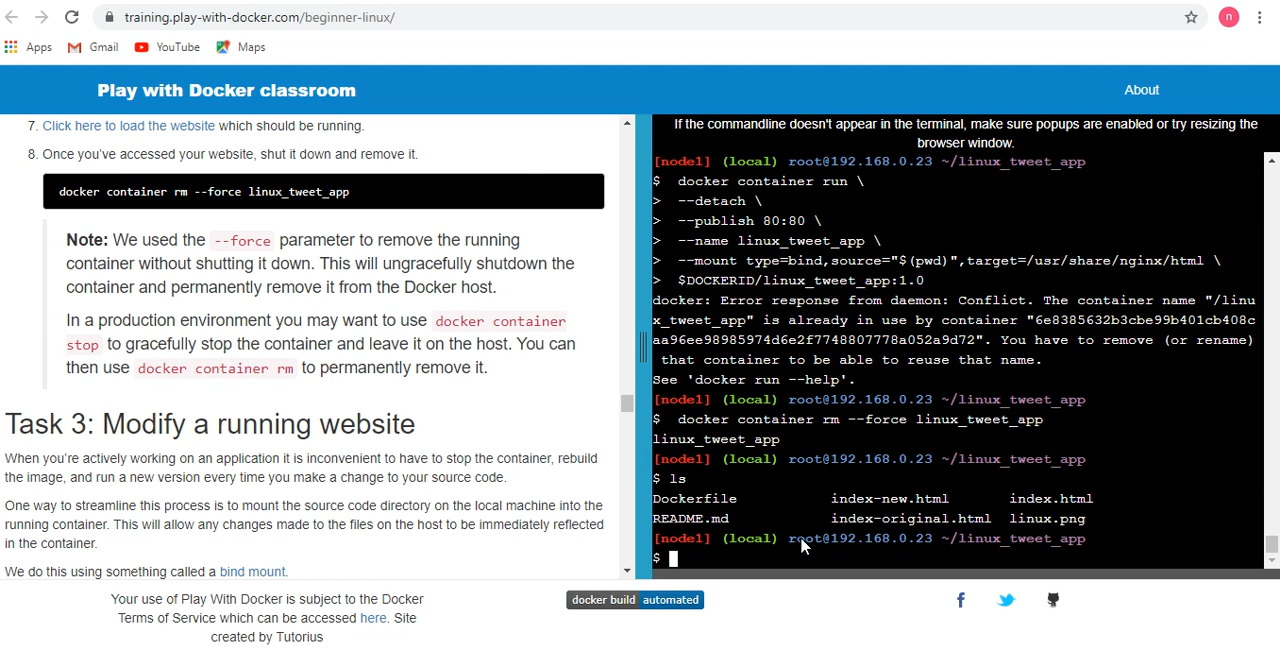 training.play-with-docker.com/beginner-linux/
n
Apps Gmail YouTube Maps
Play with Docker classroom
About
7. Click here to load the website which should be running.
8. Once you've accessed your website, shut it down and remove it.
docker container rm --force linux_tweet_app
Note: We used the --force parameter to remove the running
container without shutting it down. This will ungracefully shutdown the
container and permanently remove it from the Docker host.
In a production environment you may want to use docker container
stop to gracefully stop the container and leave it on the host. You can
then use docker container rm to permanently remove it.
Task 3: Modify a running website
When you're actively working on an application it is inconvenient to have to stop the container, rebuild
the image, and run a new version every time you make a change to your source code.
One way to streamline this process is to mount the source code directory on the local machine into the
running container. This will allow any changes made to the files on the host to be immediately reflected
in the container.
We do this using something called a bind mount.
If the commandline doesn't appear in the terminal, make sure popups are enabled or try resizing the
browser window.
[node1] (local) root@192.168.0.23 ~/linux_tweet_app
$ docker container run \
> --detach \
> --publish 80:80 \
> --name linux_tweet_app \
> --mount type=bind,source="$(pwd)",target=/usr/share/nginx/html \
> $DOCKERID/linux_tweet_app:1.0
docker: Error response from daemon: Conflict. The container name "/linu
x_tweet_app" is already in use by container "6e8385632b3cbe99b401cb408c
aa96ee98985974d6e2f7748807778a052a9d72". You have to remove (or rename)
that container to be able to reuse that name.
See 'docker run --help'.
[node1] (local) root@192.168.0.23 ~/linux_tweet_app
$ docker container rm --force linux_tweet_app
linux_tweet_app
[node1] (local) root@192.168.0.23 ~/linux_tweet_app
$ ls
Dockerfile index-new.html index.html
README.md index-original.html linux.png
[node1] (local) root@192.168.0.23 ~/linux_tweet_app
$
Your use of Play With Docker is subject to the Docker
Terms of Service which can be accessed here. Site
created by Tutorius
docker build automated